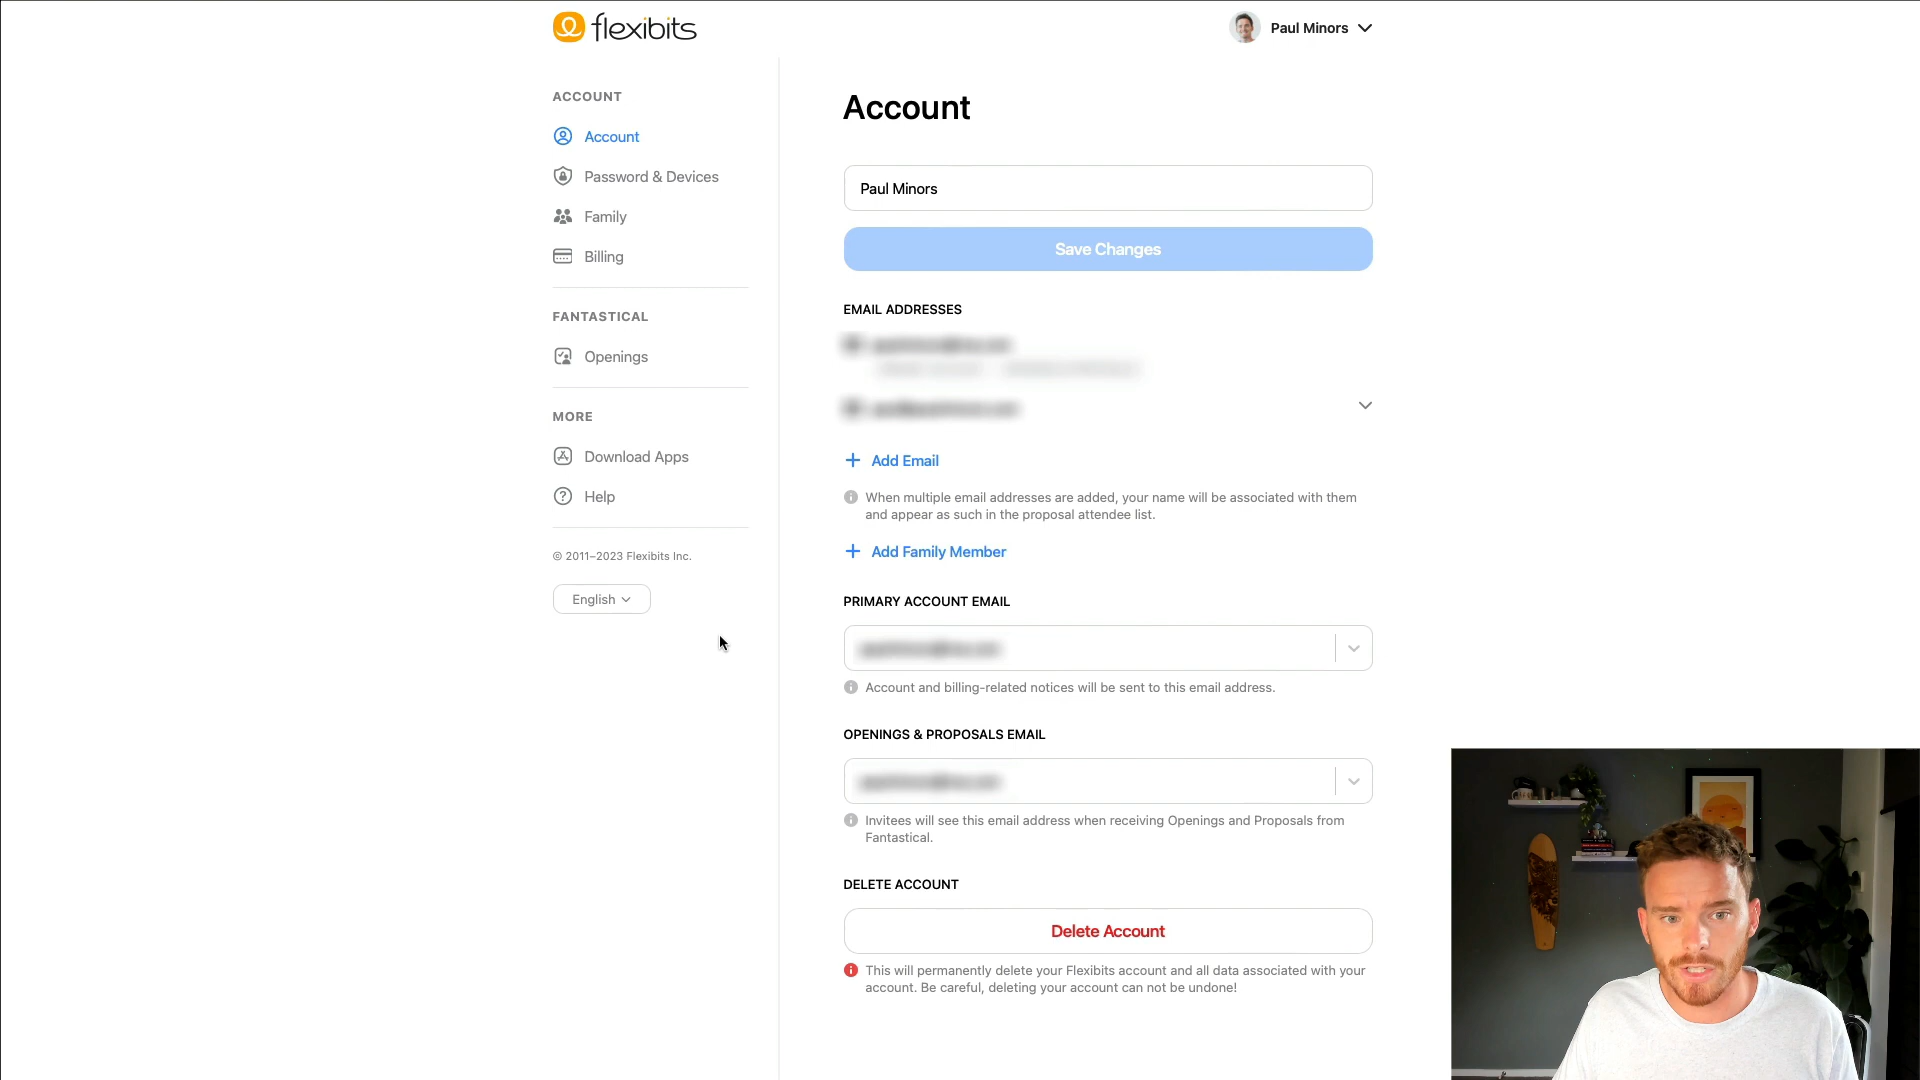 flexibits
Paul Minors
ACCOUNT
Account
Password & Devices
Family
Billing
FANTASTICAL
Openings
MORE
Download Apps
Help
© 2011–2023 Flexibits Inc.
English
Account
Paul Minors
Save Changes
EMAIL ADDRESSES
Add Email
When multiple email addresses are added, your name will be associated with them
and appear as such in the proposal attendee list.
Add Family Member
PRIMARY ACCOUNT EMAIL
Account and billing-related notices will be sent to this email address.
OPENINGS & PROPOSALS EMAIL
Invitees will see this email address when receiving Openings and Proposals from
Fantastical.
DELETE ACCOUNT
Delete Account
This will permanently delete your Flexibits account and all data associated with your
account. Be careful, deleting your account can not be undone!